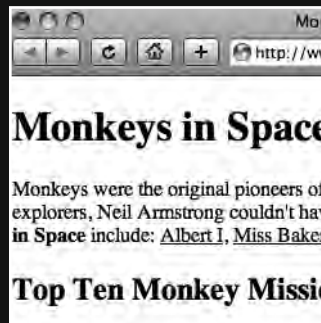 Mo
http://w
Monkeys in Space
Monkeys were the original pioneers of
explorers, Neil Armstrong couldn't hav
in Space include: Albert I, Miss Bake
Top Ten Monkey Missi